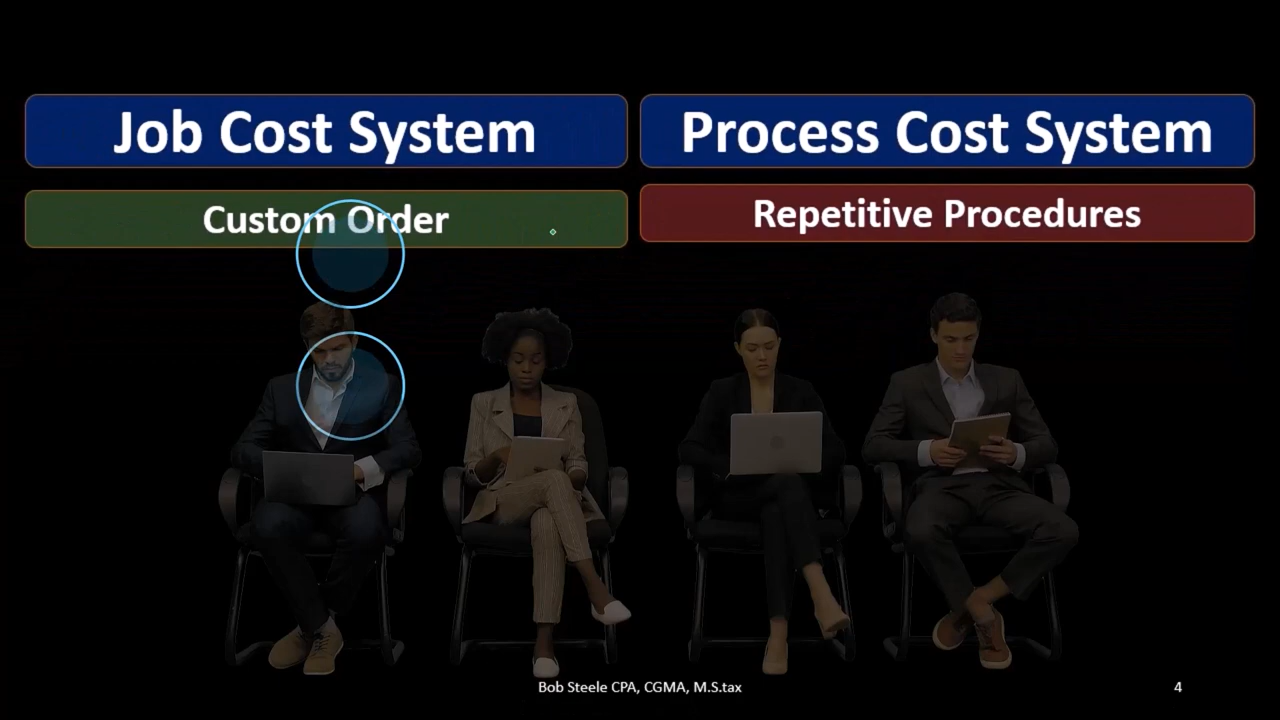 Job Cost System
Process Cost System
Custom Order
Repetitive Procedures
Bob Steele CPA, CGMA, M.S.tax
4